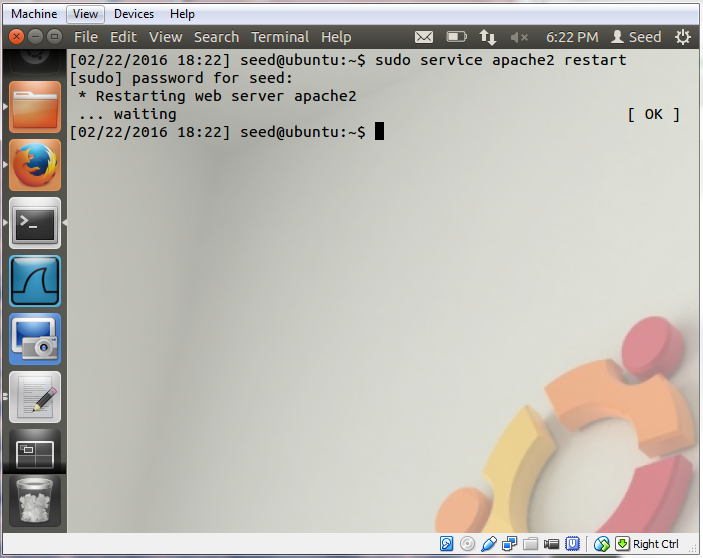 Machine View Devices Help
File Edit View Search Terminal Help 6:22 PM Seed
[02/22/2016 18:22] seed@ubuntu:~$ sudo service apache2 restart
[sudo] password for seed:
 * Restarting web server apache2
 ... waiting [ OK ]
[02/22/2016 18:22] seed@ubuntu:~$
Right Ctrl